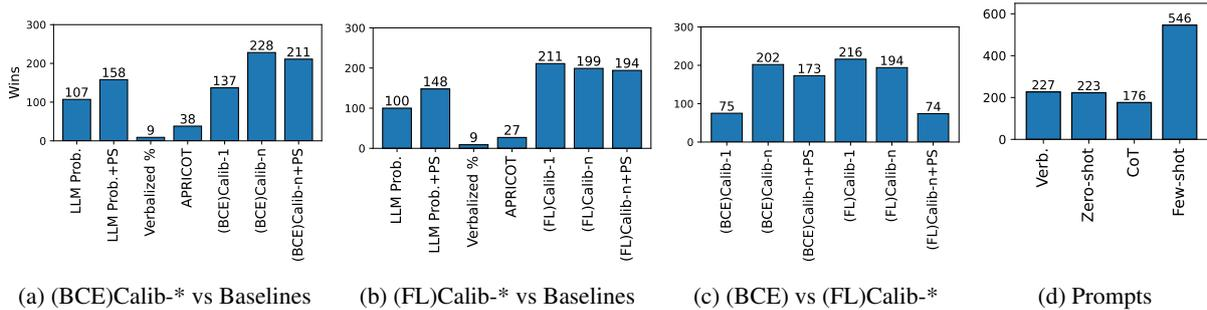 Wins
300
200
100
0
107
158
9
38
137
228
211
LLM Prob.
LLM Prob.+PS
Verbalized %
APRICOT
(BCE)Calib-1
(BCE)Calib-n
(BCE)Calib-n+PS
(a) (BCE)Calib-* vs Baselines
300
200
100
0
100
148
9
27
211
199
194
LLM Prob.
LLM Prob.+PS
Verbalized %
APRICOT
(FL)Calib-1
(FL)Calib-n
(FL)Calib-n+PS
(b) (FL)Calib-* vs Baselines
300
200
100
0
75
202
173
216
194
74
(BCE)Calib-1
(BCE)Calib-n
(BCE)Calib-n+PS
(FL)Calib-1
(FL)Calib-n
(FL)Calib-n+PS
(c) (BCE) vs (FL)Calib-*
600
400
200
0
227
223
176
546
Verb.
Zero-shot
CoT
Few-shot
(d) Prompts